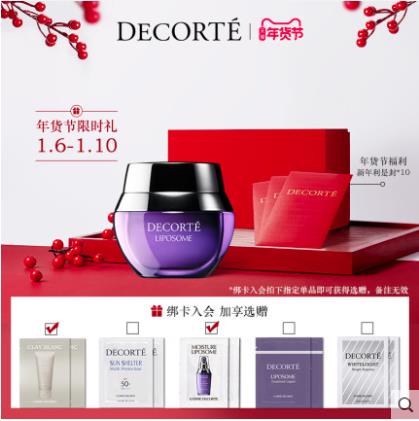 DECORTÉ
年货节
年货节限时礼
1.6-1.10
年货节福利
新年利是封*10
DECORTE
DECORTÉ
LIPOSOME
*绑卡入会拍下指定单品即可获得选赠,备注无效
绑卡入会 加享选赠
CLAY BLANC
DECORTÉ
SUN SHELTER
Multi Protection
50+
MOISTURE
LIPOSOME
DECORTÉ
LIPOSOME
DECORTÉ
WHITELOGIST